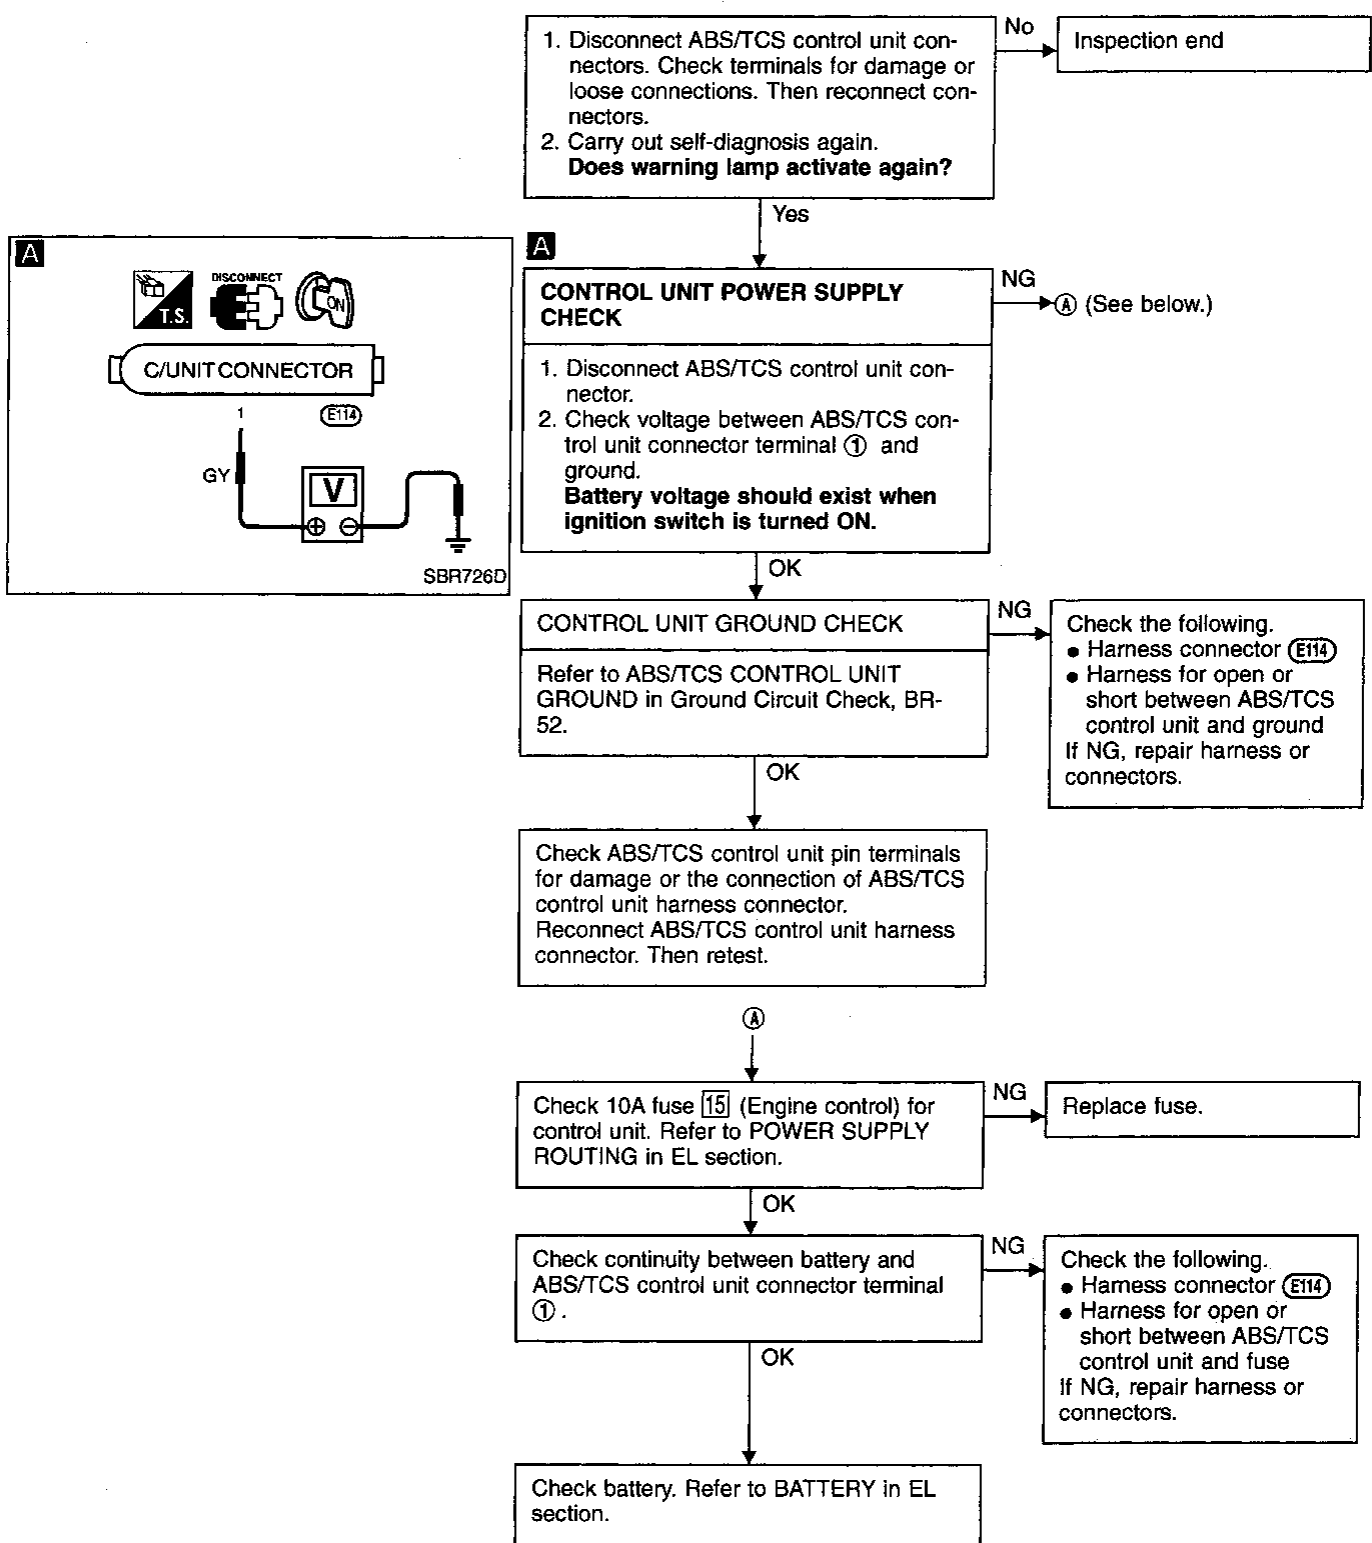 1. Disconnect ABS/TCS control unit con-
nectors. Check terminals for damage or
loose connections. Then reconnect con-
nectors.
2. Carry out self-diagnosis again.
Does warning lamp activate again?
No
Inspection end
Yes
A
DISCONNECT
T.S.
ON
C/UNIT CONNECTOR
1
E114
GY
V
⊕ ⊖
SBR726D
A
CONTROL UNIT POWER SUPPLY
CHECK
NG
Ⓐ (See below.)
1. Disconnect ABS/TCS control unit con-
nector.
2. Check voltage between ABS/TCS con-
trol unit connector terminal ① and
ground.
Battery voltage should exist when
ignition switch is turned ON.
OK
CONTROL UNIT GROUND CHECK
Refer to ABS/TCS CONTROL UNIT
GROUND in Ground Circuit Check, BR-
52.
NG
Check the following.
● Harness connector E114
● Harness for open or
short between ABS/TCS
control unit and ground
If NG, repair harness or
connectors.
OK
Check ABS/TCS control unit pin terminals
for damage or the connection of ABS/TCS
control unit harness connector.
Reconnect ABS/TCS control unit harness
connector. Then retest.
Ⓐ
Check 10A fuse 15 (Engine control) for
control unit. Refer to POWER SUPPLY
ROUTING in EL section.
NG
Replace fuse.
OK
Check continuity between battery and
ABS/TCS control unit connector terminal
① .
NG
Check the following.
● Harness connector E114
● Harness for open or
short between ABS/TCS
control unit and fuse
If NG, repair harness or
connectors.
OK
Check battery. Refer to BATTERY in EL
section.